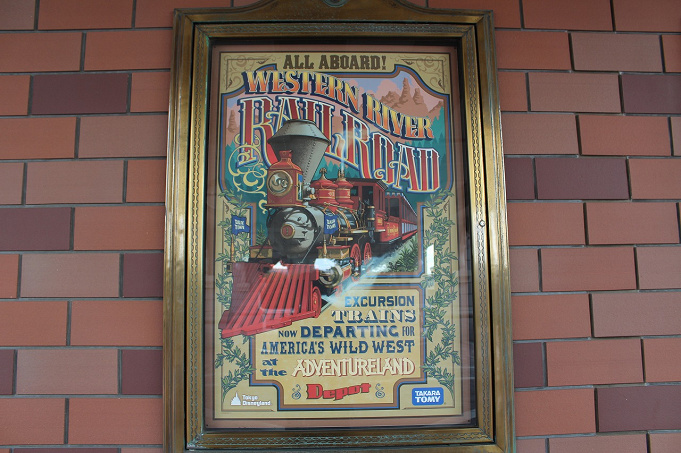 ALL ABOARD!
WESTERN RIVER
RAILROAD
EXCURSION
TRAINS
NOW DEPARTING FOR
AMERICA'S WILD WEST
at the ADVENTURELAND
Depot
Tokyo Disneyland
TAKARA TOMY